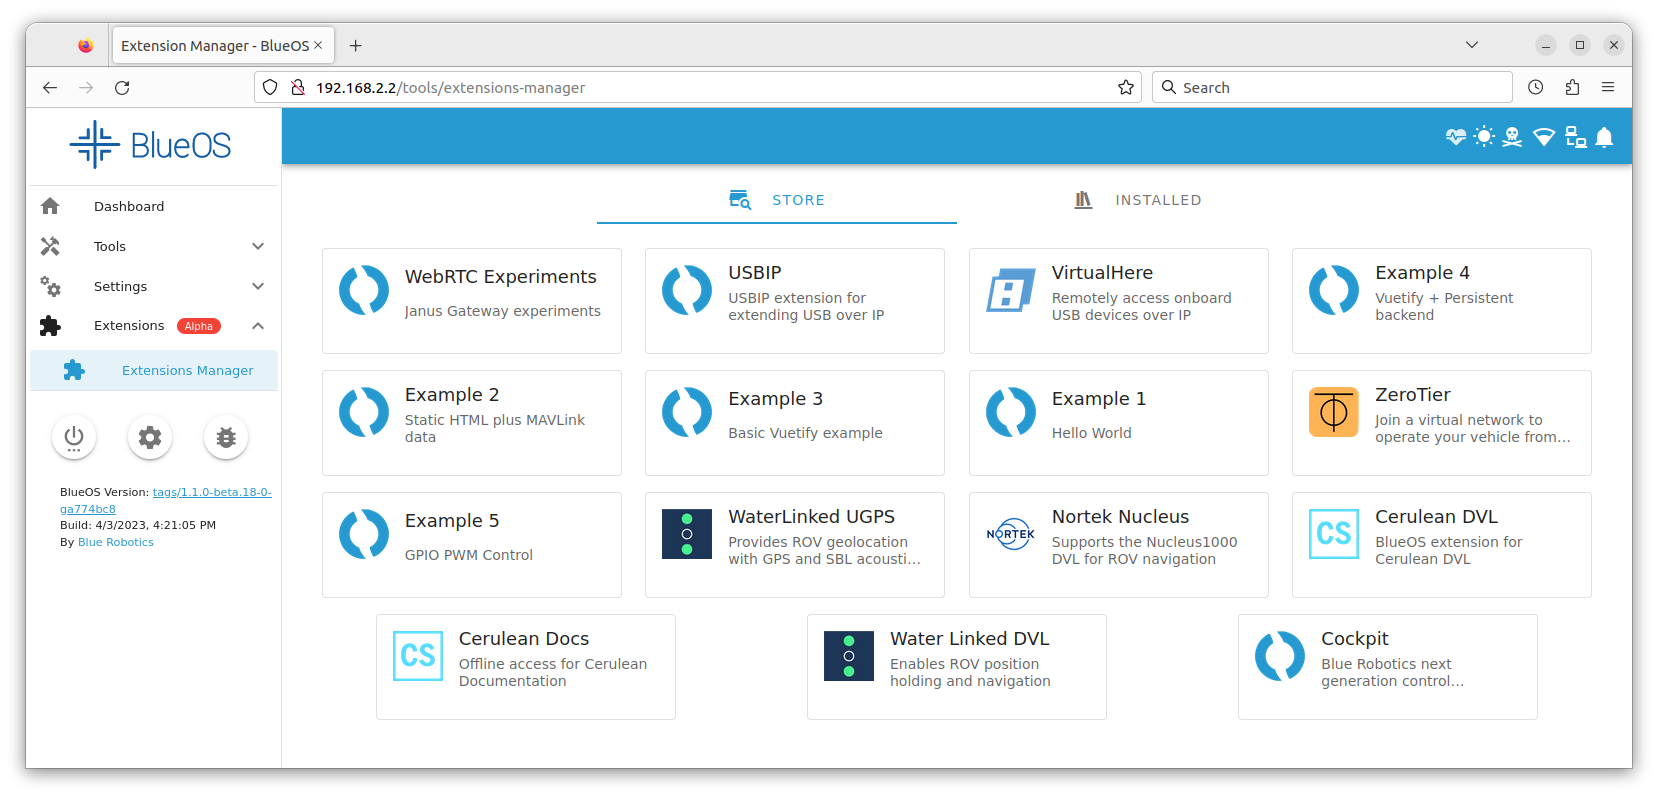 Extension Manager - BlueOS
192.168.2.2/tools/extensions-manager
Search
BlueOS
Dashboard
Tools
Settings
Extensions Alpha
Extensions Manager
BlueOS Version: tags/1.1.0-beta.18-0-
ga774bc8
Build: 4/3/2023, 4:21:05 PM
By Blue Robotics
STORE
INSTALLED
WebRTC Experiments
Janus Gateway experiments
USBIP
USBIP extension for
extending USB over IP
VirtualHere
Remotely access onboard
USB devices over IP
Example 4
Vuetify + Persistent
backend
Example 2
Static HTML plus MAVLink
data
Example 3
Basic Vuetify example
Example 1
Hello World
ZeroTier
Join a virtual network to
operate your vehicle from...
Example 5
GPIO PWM Control
WaterLinked UGPS
Provides ROV geolocation
with GPS and SBL acousti...
NORTEK
Nortek Nucleus
Supports the Nucleus1000
DVL for ROV navigation
CS
Cerulean DVL
BlueOS extension for
Cerulean DVL
CS
Cerulean Docs
Offline access for Cerulean
Documentation
Water Linked DVL
Enables ROV position
holding and navigation
Cockpit
Blue Robotics next
generation control...